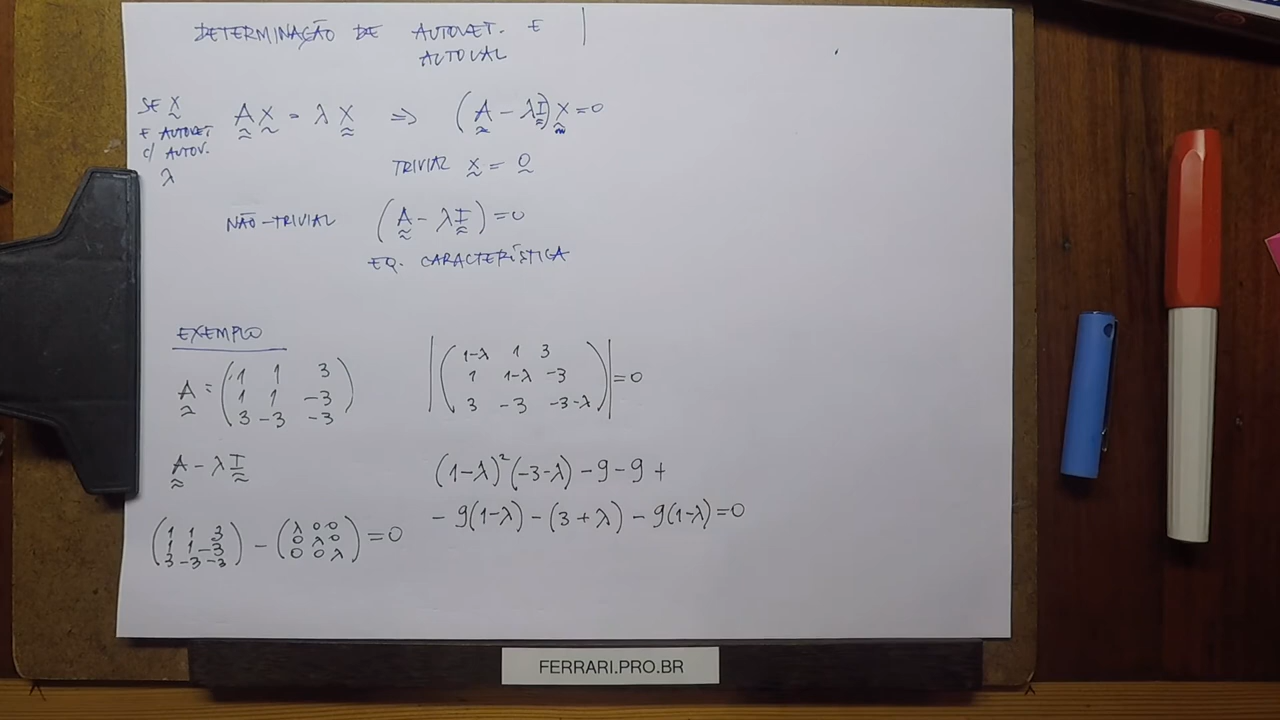 DETERMINAÇÃO DE AUTOVET. E
AUTOVAL
SE x
É AUTOVET
C/ AUTOV.
λ
A x = λ x ⇒ (A - λI)x = 0
TRIVIAL x = 0
NÃO-TRIVIAL (A - λI) = 0
EQ. CARACTERÍSTICA
EXEMPLO
A = (1 1 3
1 1 -3
3 -3 -3)
A - λI
(1 1 3
1 1 -3
3 -3 -3) - (λ 0 0
0 λ 0
0 0 λ) = 0
|(1-λ 1 3
1 1-λ -3
3 -3 -3-λ)| = 0
(1-λ)²(-3-λ) - 9 - 9 +
- 9(1-λ) - (3+λ) - 9(1-λ) = 0
FERRARI.PRO.BR